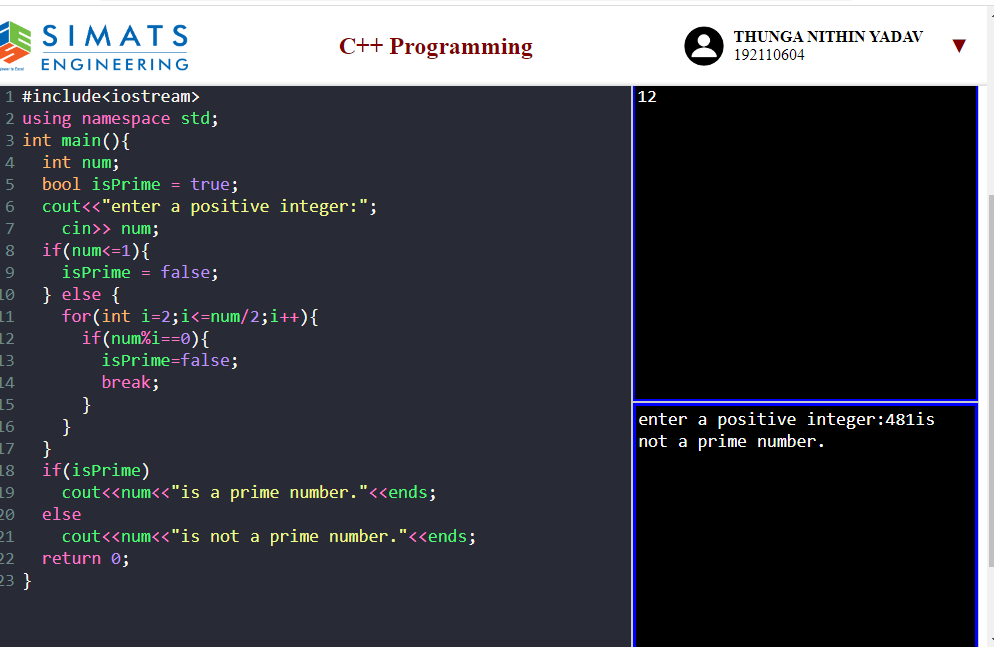 SIMATS
ENGINEERING
C++ Programming
THUNGA NITHIN YADAV
192110604
1 #include<iostream>
2 using namespace std;
3 int main(){
4 int num;
5 bool isPrime = true;
6 cout<<"enter a positive integer:";
7 cin>> num;
8 if(num<=1){
9 isPrime = false;
10 } else {
11 for(int i=2;i<=num/2;i++){
12 if(num%i==0){
13 isPrime=false;
14 break;
15 }
16 }
17 }
18 if(isPrime)
19 cout<<num<<"is a prime number."<<ends;
20 else
21 cout<<num<<"is not a prime number."<<ends;
22 return 0;
23 }
12
enter a positive integer:481is
not a prime number.